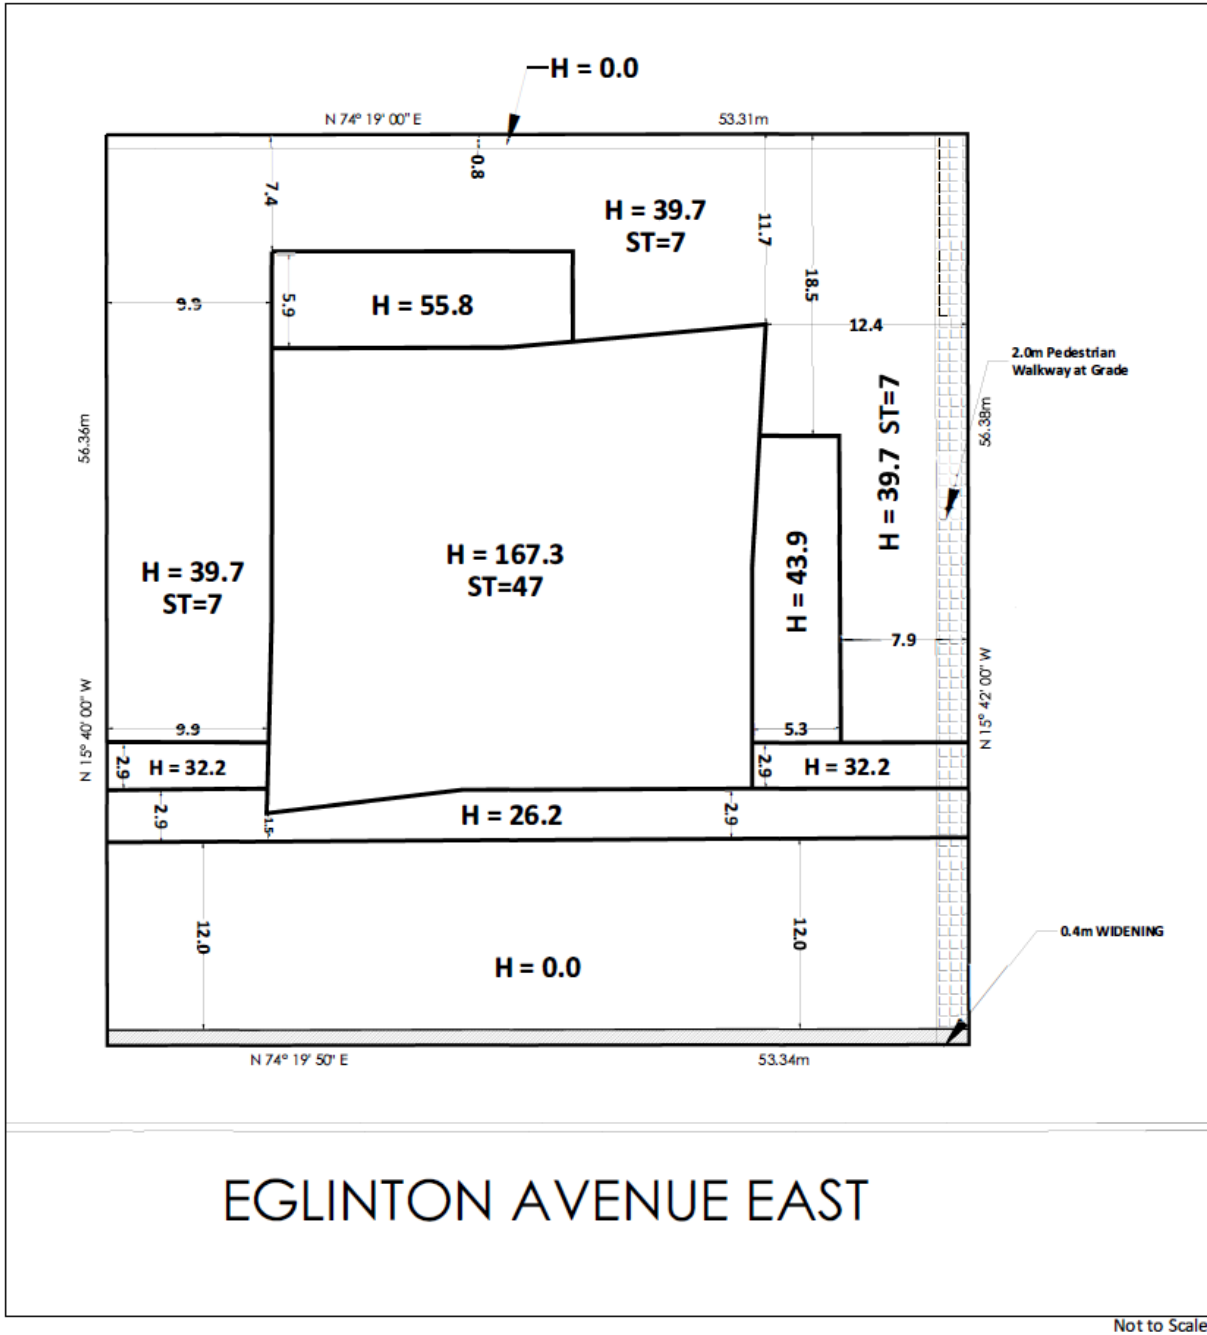 H = 0.0
N 74° 19' 00" E
53.31m
0.8
7.4
H = 39.7
ST=7
11.7
18.5
9.9
5.9
H = 55.8
12.4
2.0m Pedestrian
Walkway at Grade
H = 39.7 ST=7
56.36m
56.38m
H = 167.3
ST=47
H = 43.9
H = 39.7
ST=7
7.9
N 15° 40' 00" W
N 15° 42' 00" W
9.9
5.3
2.9
H = 32.2
2.9
H = 32.2
2.9
1.5
H = 26.2
2.9
12.0
12.0
H = 0.0
0.4m WIDENING
N 74° 19' 50" E
53.34m
EGLINTON AVENUE EAST
Not to Scale